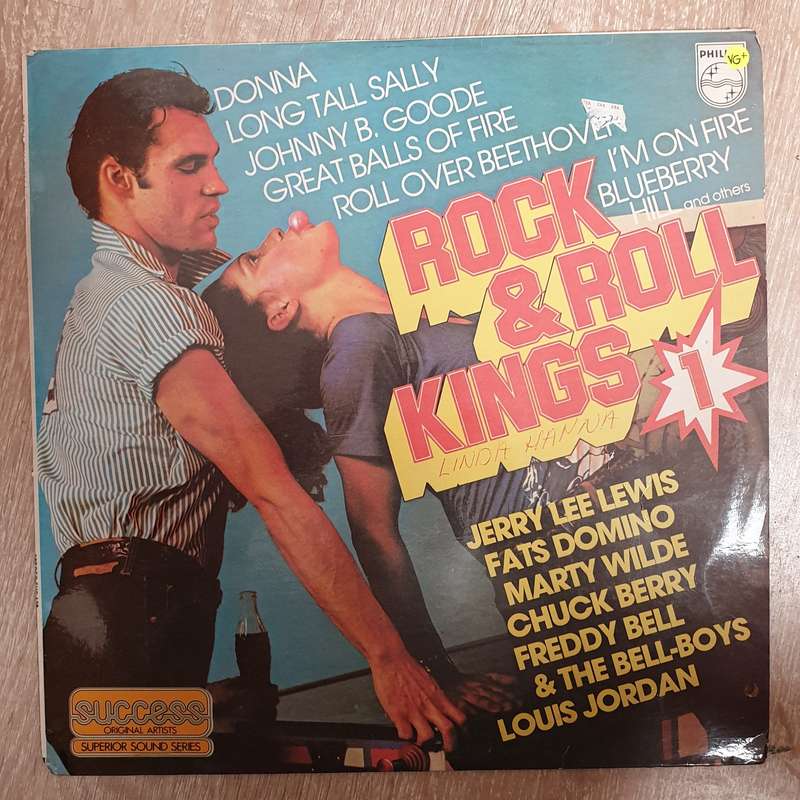 DONNA
LONG TALL SALLY
JOHNNY B. GOODE
GREAT BALLS OF FIRE
ROLL OVER BEETHOVEN
I'M ON FIRE
BLUEBERRY
HILL and others
PHIL
VG+
ROCK
& ROLL
KINGS 1
LINDA HANNA
JERRY LEE LEWIS
FATS DOMINO
MARTY WILDE
CHUCK BERRY
FREDDY BELL
& THE BELL-BOYS
LOUIS JORDAN
success
ORIGINAL ARTISTS
SUPERIOR SOUND SERIES